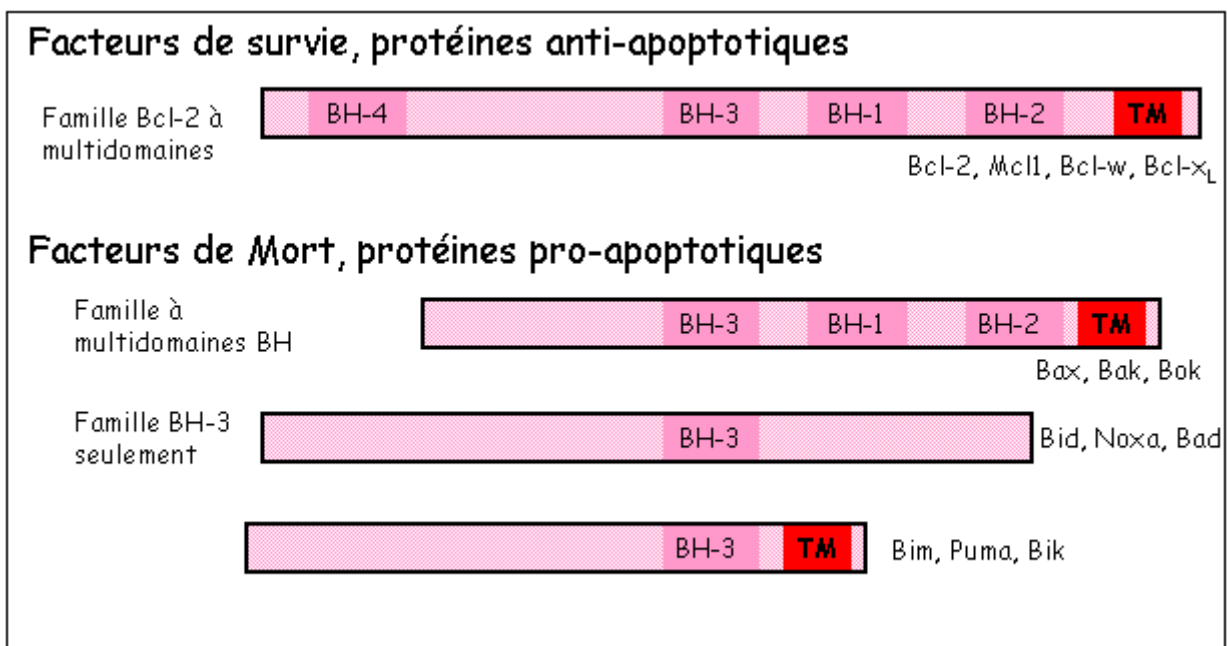 Facteurs de survie, protéines anti-apoptotiques
Famille Bcl-2 à
multidomaines
BH-4 BH-3 BH-1 BH-2 TM
Bcl-2, Mcl1, Bcl-w, Bcl-xL
Facteurs de Mort, protéines pro-apoptotiques
Famille à
multidomaines BH
BH-3 BH-1 BH-2 TM
Bax, Bak, Bok
Famille BH-3
seulement
BH-3
Bid, Noxa, Bad
BH-3 TM
Bim, Puma, Bik